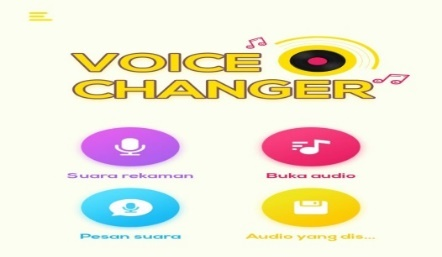 VOICE
CHANGER
Suara rekaman
Buka audio
Pesan suara
Audio yang dis...